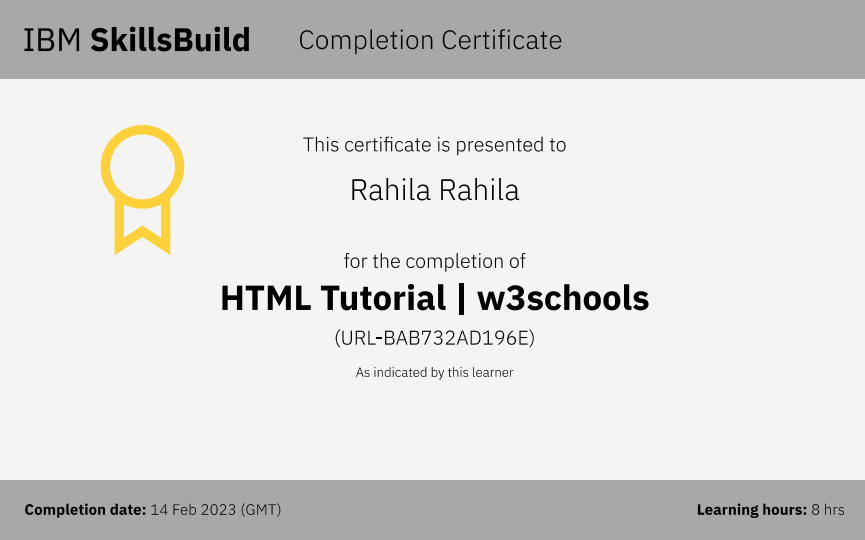 IBM SkillsBuild Completion Certificate
This certificate is presented to
Rahila Rahila
for the completion of
HTML Tutorial | w3schools
(URL-BAB732AD196E)
As indicated by this learner
Completion date: 14 Feb 2023 (GMT) Learning hours: 8 hrs